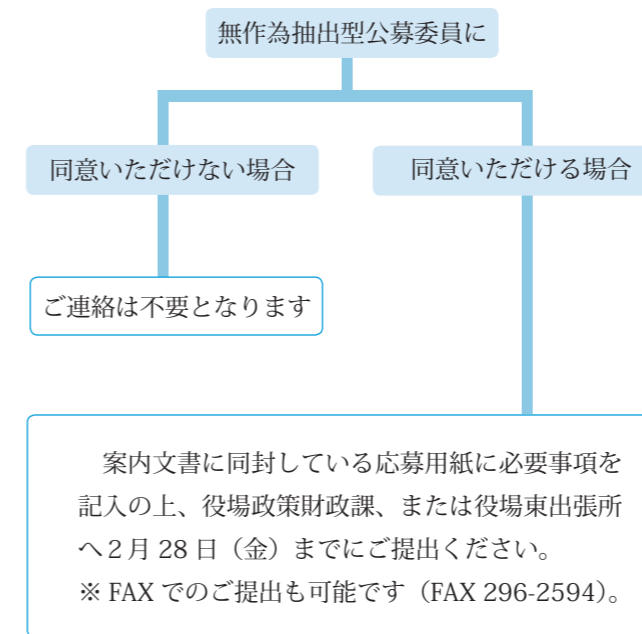 無作為抽出型公募委員に
同意いただけない場合
同意いただける場合
ご連絡は不要となります
　案内文書に同封している応募用紙に必要事項を
記入の上、役場政策財政課、または役場東出張所
へ２月 28 日（金）までにご提出ください。
※ FAX でのご提出も可能です（FAX 296-2594）。